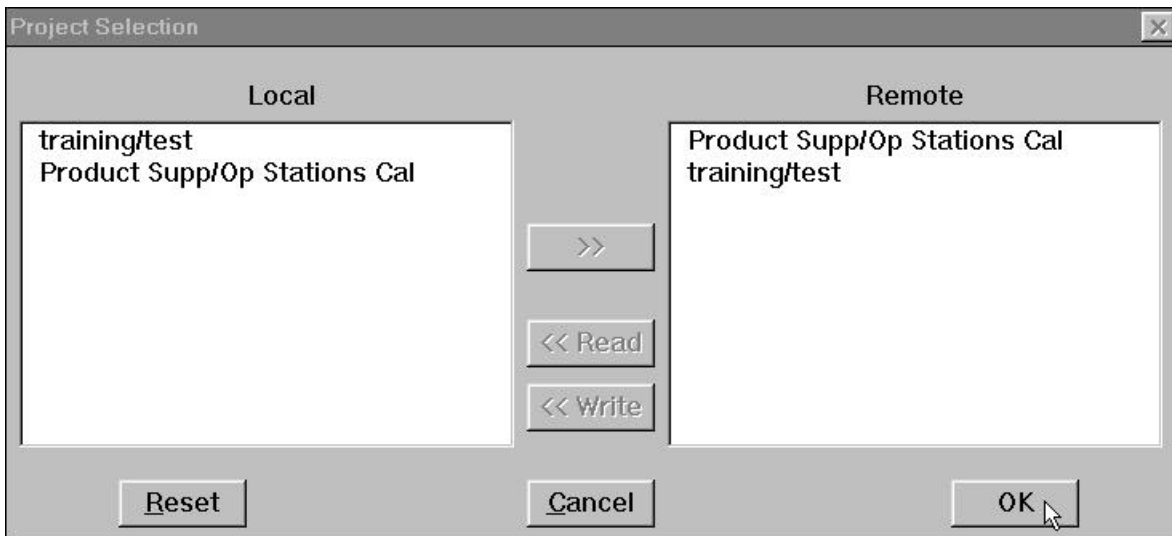 Project Selection
Local
Remote
training/test
Product Supp/Op Stations Cal
Product Supp/Op Stations Cal
training/test
>>
<< Read
<< Write
Reset
Cancel
OK